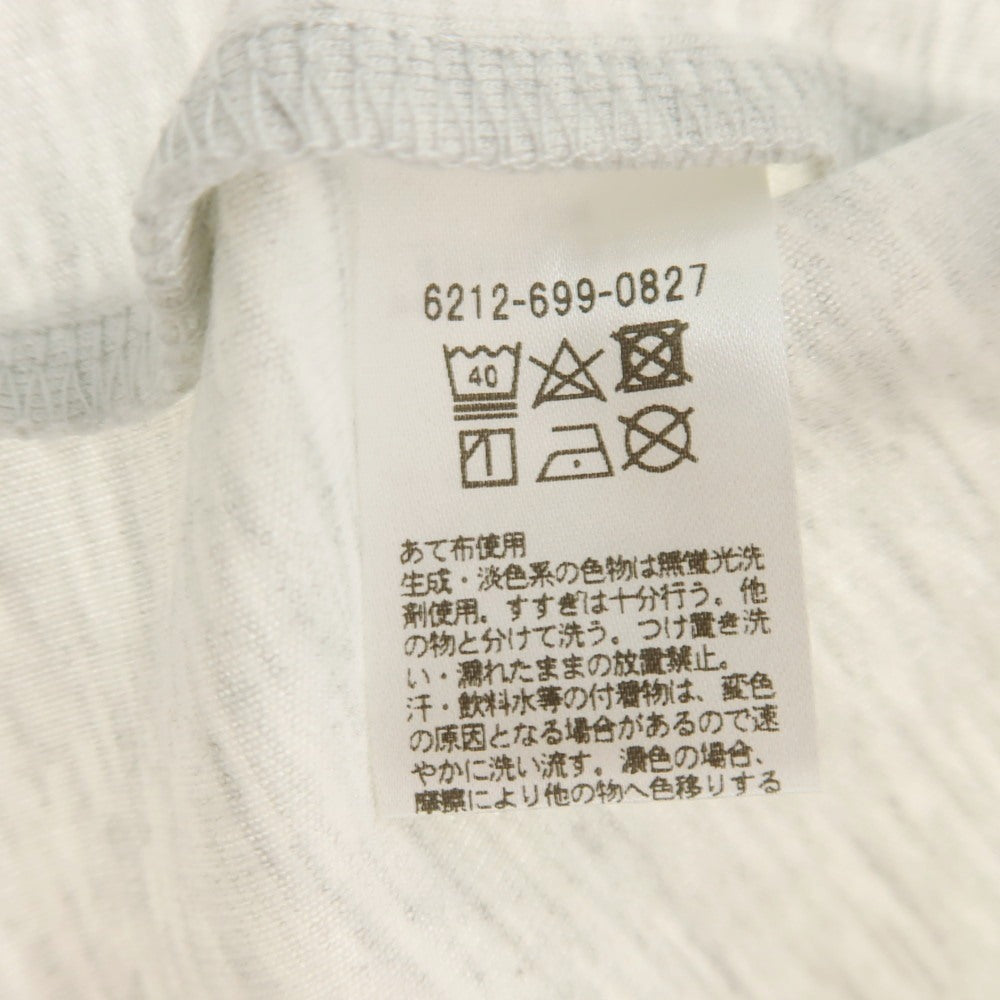 6212-699-0827
40
あて布使用
生成・淡色系の色物は無蛍光洗
剤使用。すすぎは十分行う。他
の物と分けて洗う。つけ置き洗
い・濡れたままの放置禁止。
汗・飲料水等の付着物は、変色
の原因となる場合があるので速
やかに洗い流す。濃色の場合、
摩擦により他の物へ色移りする